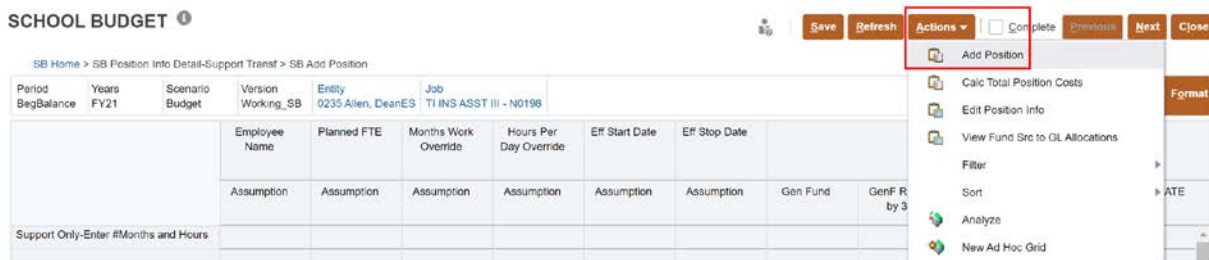 SCHOOL BUDGET
Save Refresh Actions Complete Previous Next Close
SB Home > SB Position Info Detail-Support Transf > SB Add Position
Period Years Scenario Version Entity Job
BegBalance FY21 Budget Working_SB 0235 Allen, DeanES TI INS ASST III - N0198
Format
Employee Name Planned FTE Months Work Override Hours Per Day Override Eff Start Date Eff Stop Date
Assumption Assumption Assumption Assumption Assumption Assumption Gen Fund GenF R by 3 ATE
Support Only-Enter #Months and Hours
Add Position
Calc Total Position Costs
Edit Position Info
View Fund Src to GL Allocations
Filter
Sort
Analyze
New Ad Hoc Grid